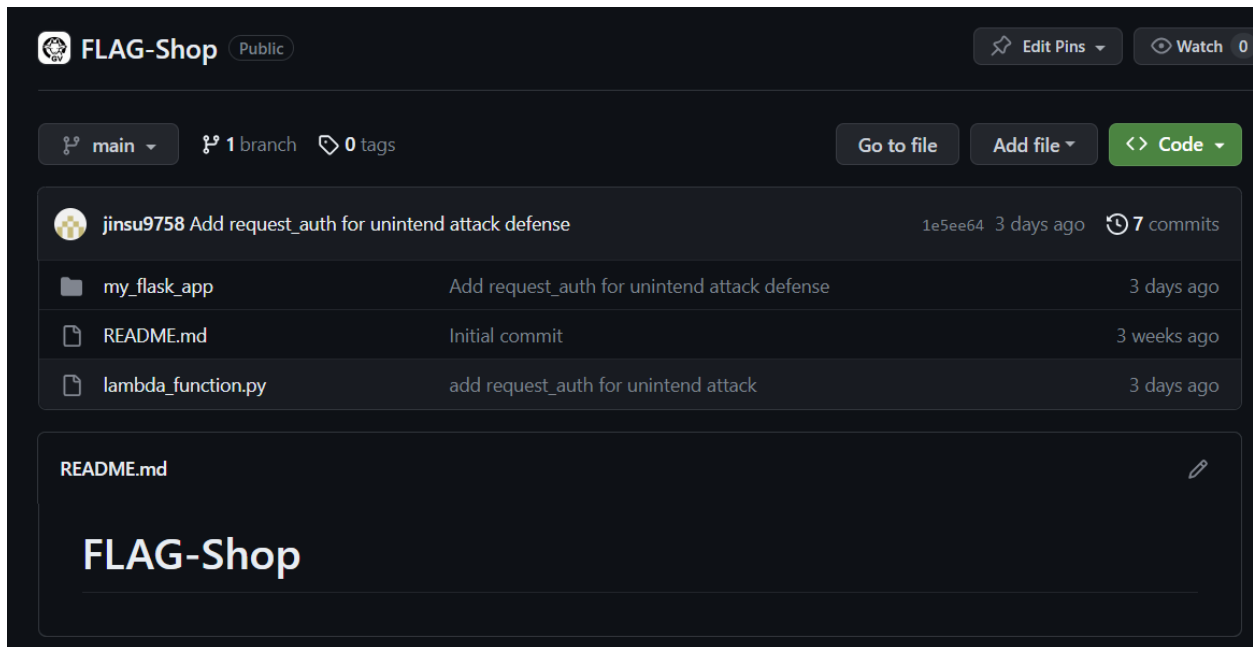 FLAG-Shop Public Edit Pins Watch 0
main 1 branch 0 tags Go to file Add file <> Code
jinsu9758 Add request_auth for unintend attack defense 1e5ee64 3 days ago 7 commits
my_flask_app Add request_auth for unintend attack defense 3 days ago
README.md Initial commit 3 weeks ago
lambda_function.py add request_auth for unintend attack 3 days ago
README.md
FLAG-Shop